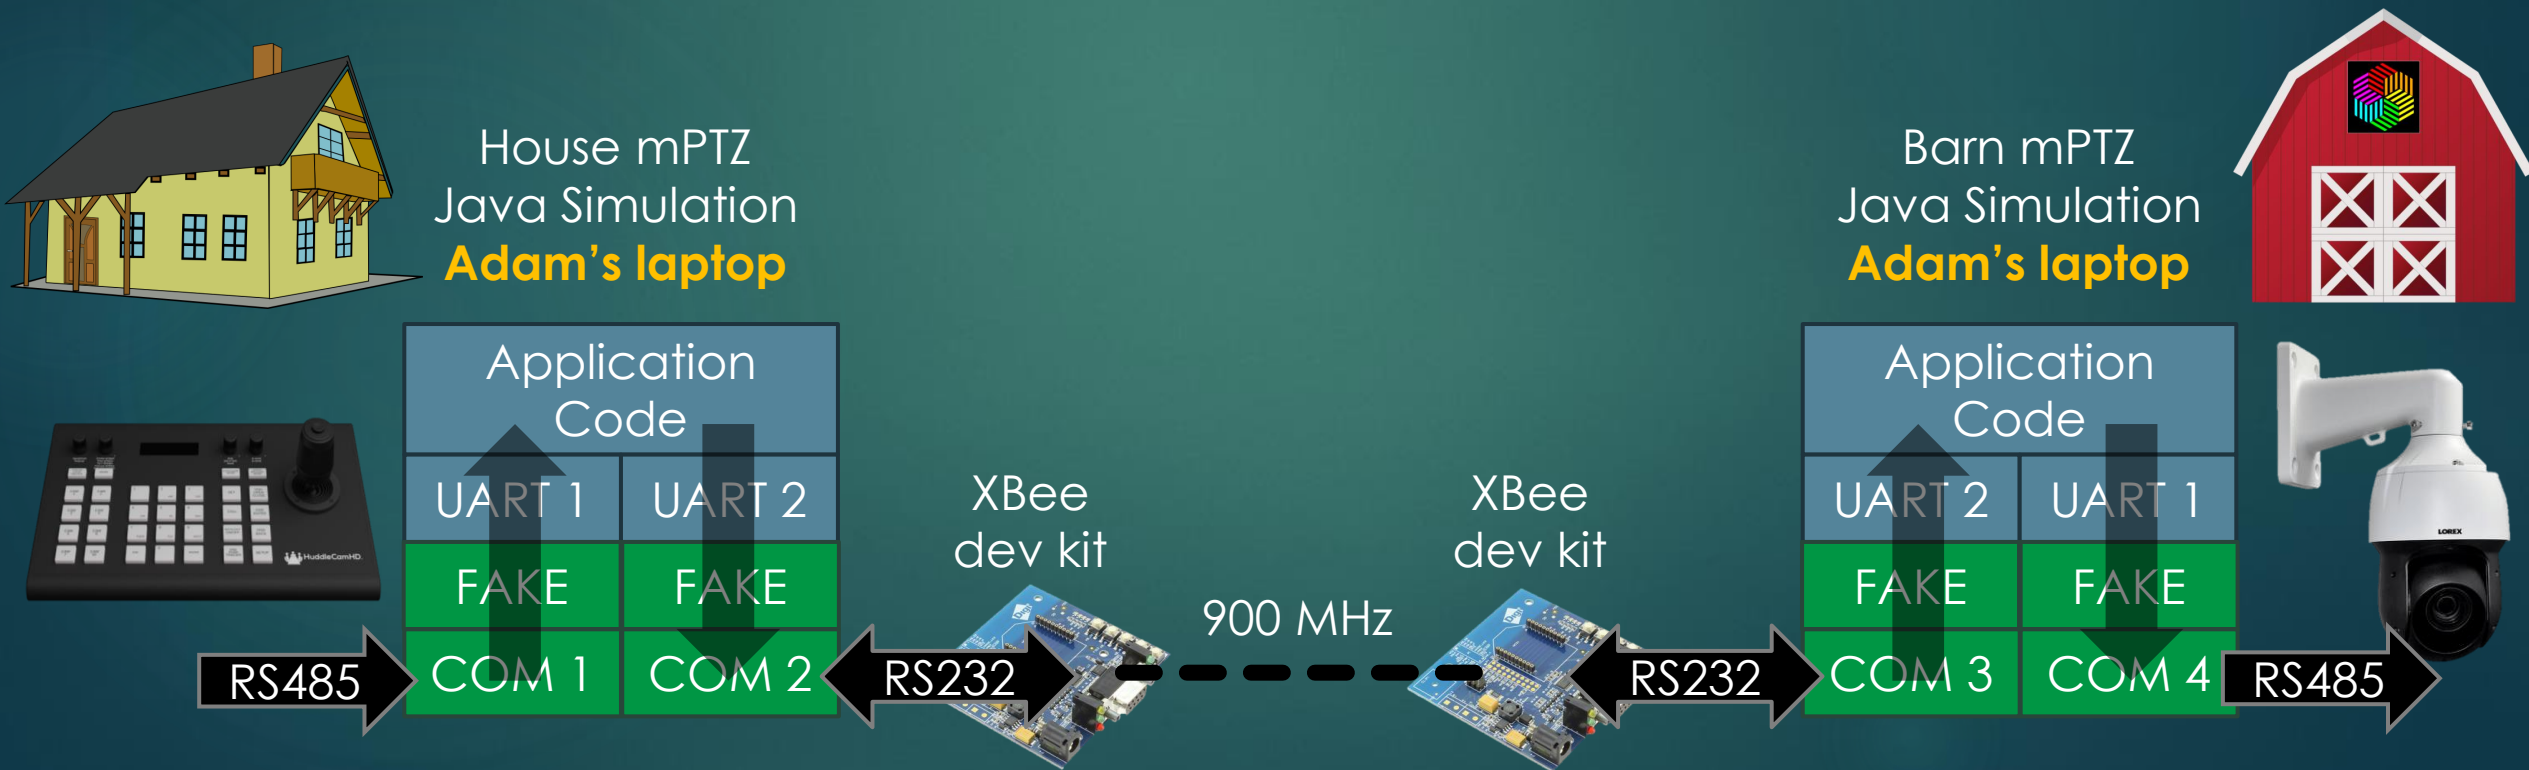 House mPTZ
Java Simulation
Adam's laptop
Barn mPTZ
Java Simulation
Adam's laptop
Application
Code
UART 1
UART 2
FAKE
FAKE
COM 1
COM 2
RS485
HuddleCamHD.
RS232
XBee
dev kit
900 MHz
XBee
dev kit
RS232
Application
Code
UART 2
UART 1
FAKE
FAKE
COM 3
COM 4
RS485
LOREX